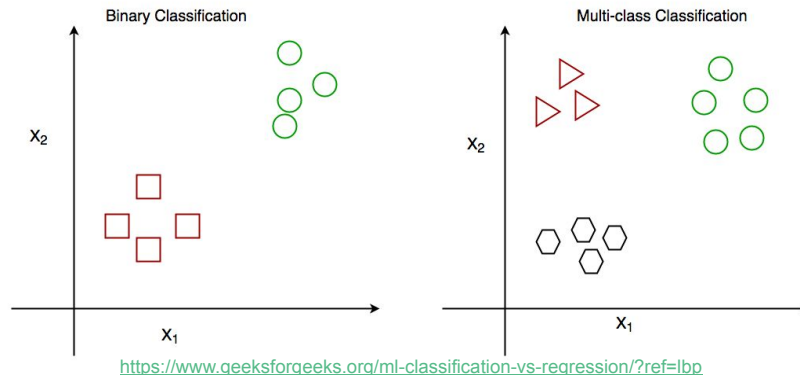 Binary Classification
Multi-class Classification
X₂
X₁
X₂
X₁
https://www.geeksforgeeks.org/ml-classification-vs-regression/?ref=lbp